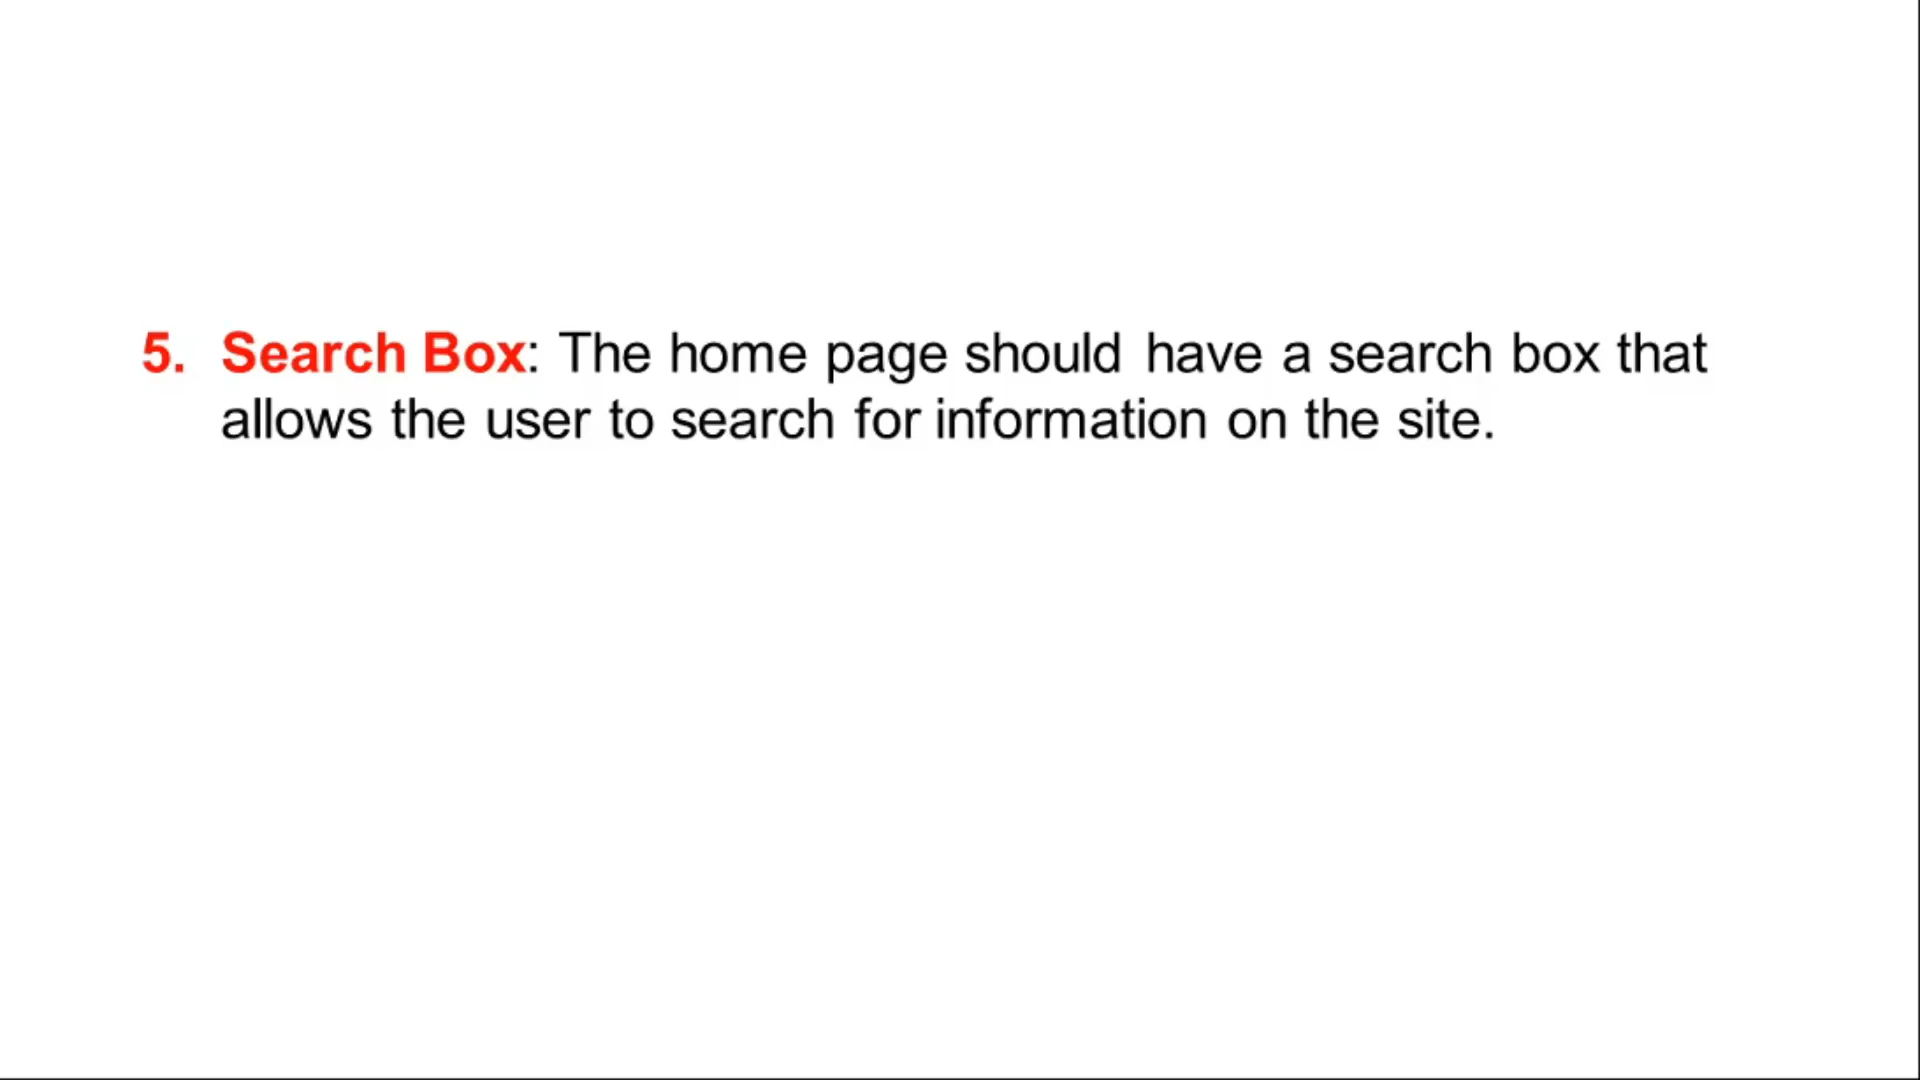 5. Search Box: The home page should have a search box that
allows the user to search for information on the site.